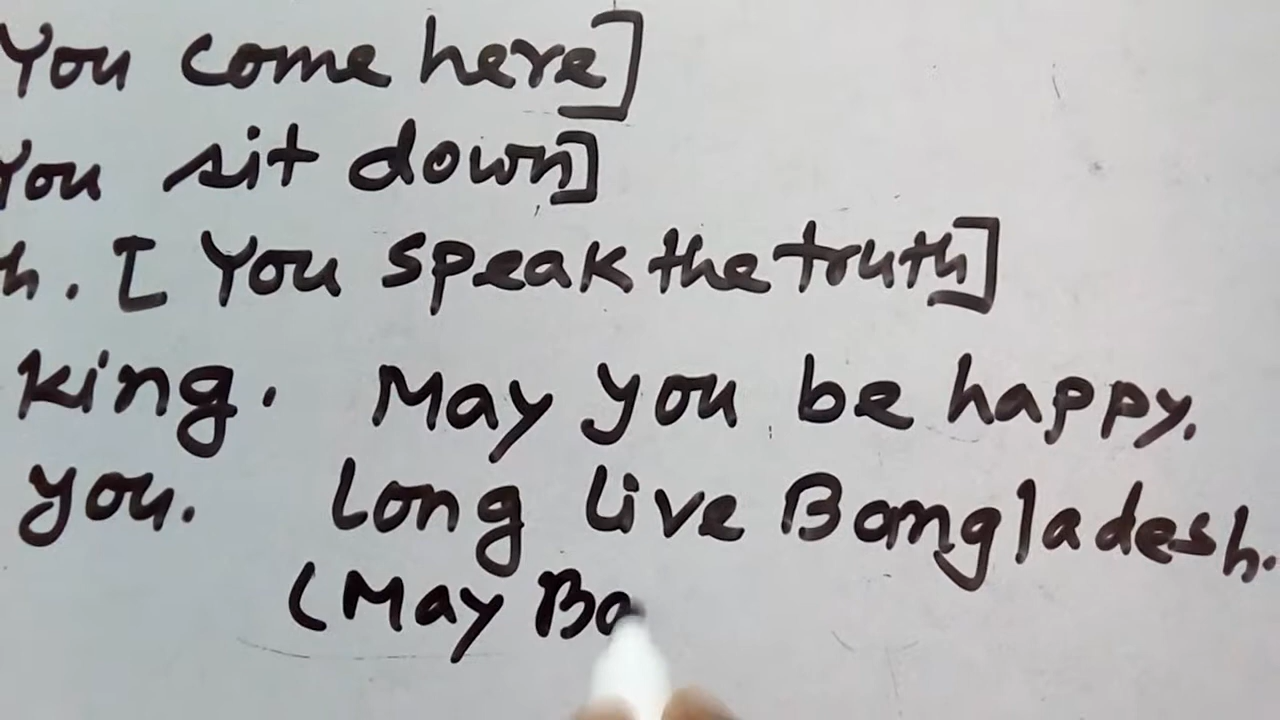 You come here]
You sit down]
h. [ You speak the truth]
king. May you be happy.
you. Long live Bangladesh.
(May Ba